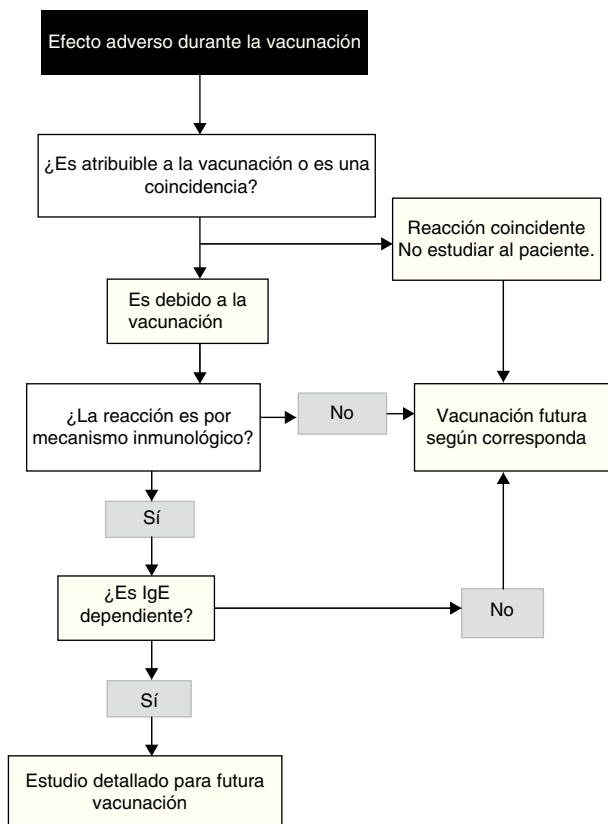 Efecto adverso durante la vacunación
¿Es atribuible a la vacunación o es una
coincidencia?
Reacción coincidente
No estudiar al paciente.
Es debido a la
vacunación
¿La reacción es por
mecanismo inmunológico?
No
Vacunación futura
según corresponda
Sí
¿Es IgE
dependiente?
No
Sí
Estudio detallado para futura
vacunación